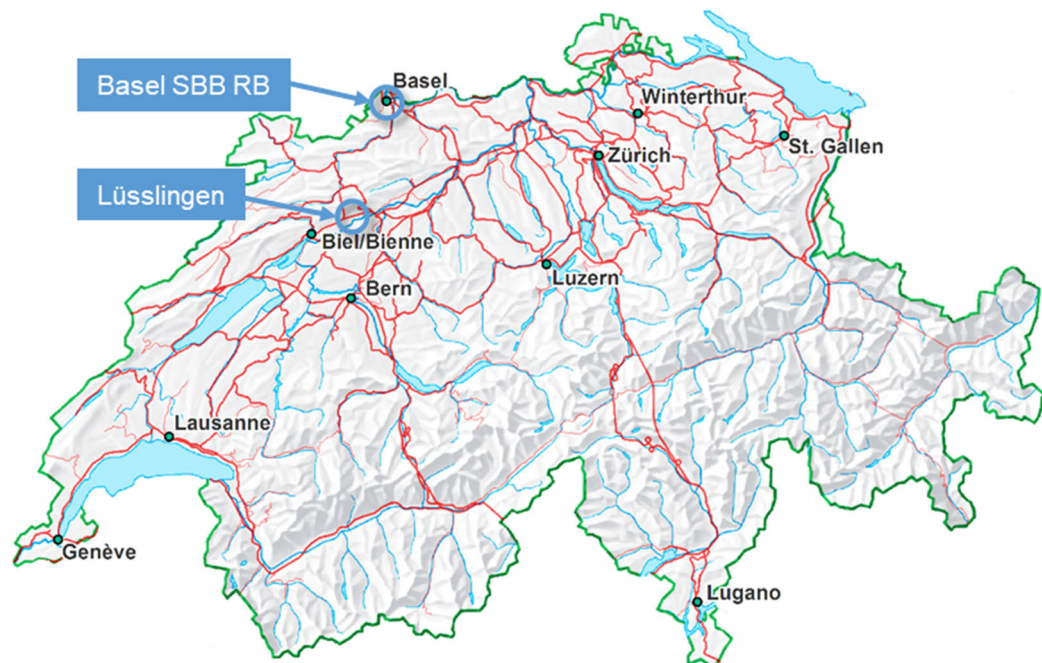 Basel SBB RB
Basel
Winterthur
St. Gallen
Zürich
Lüsslingen
Biel/Bienne
Luzern
Bern
Lausanne
Genève
Lugano